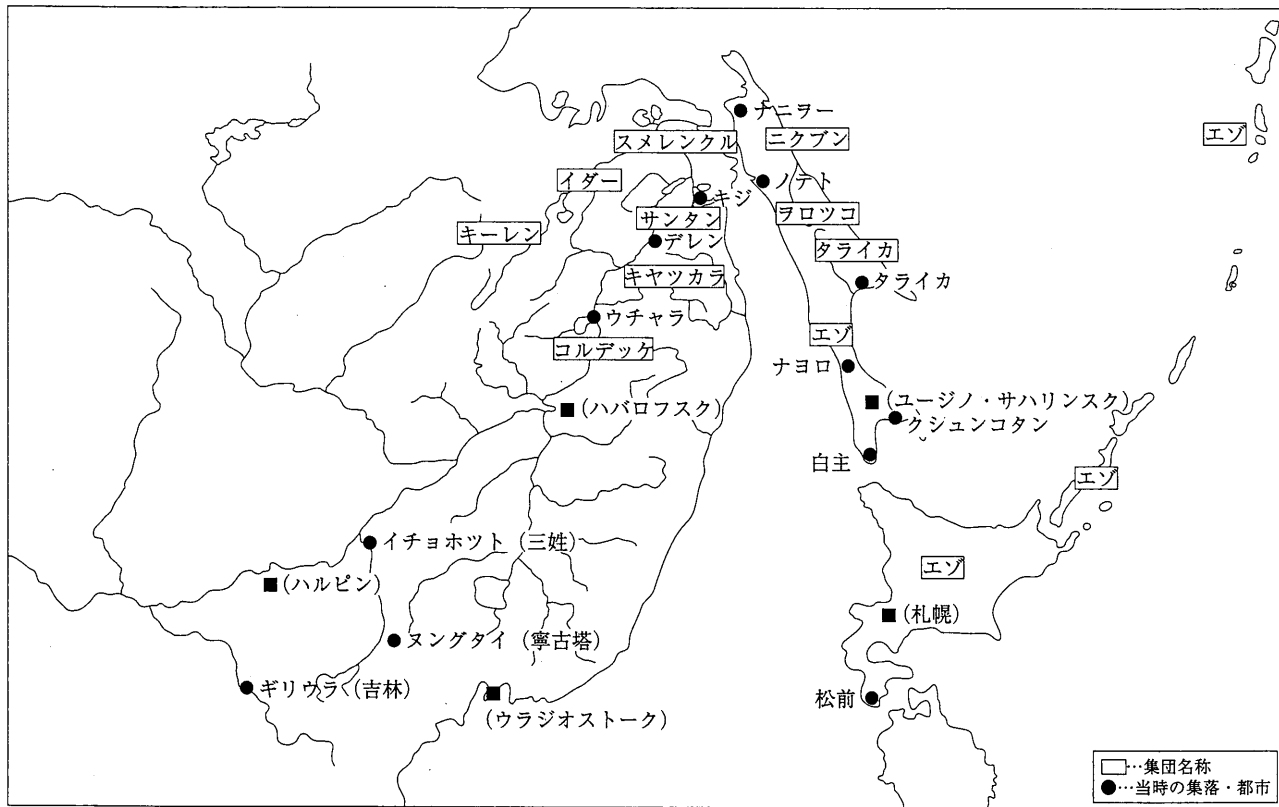 ナニヲー
スメレンクル
ニクブン
エゾ
イダー
ノテト
キジ
サンタン
ヲロツコ
キーレン
デレン
タライカ
キヤツカラ
タライカ
ウチャラ
エゾ
コルデッケ
ナヨロ
(ユージノ・サハリンスク)
(ハバロフスク)
クシュンコタン
白主
エゾ
イチョホツト (三姓)
エゾ
(ハルピン)
(札幌)
ヌングタイ (寧古塔)
ギリウラ (吉林)
松前
(ウラジオストーク)
□…集団名称
●…当時の集落・都市